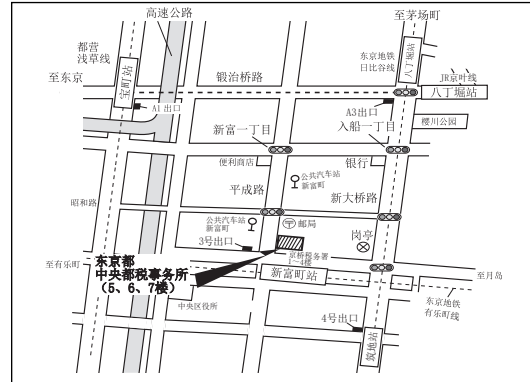 高速公路
至茅场町
都营
浅草线
至东京
宝町站
锻治桥路
东京地铁
日比谷线
八丁堀站
JR京叶线
八丁堀站
A1出口
A3出口
新富一丁目
入船一丁目
樱川公园
便利商店
银行
公共汽车站
新富町
平成路
新大桥路
昭和路
公共汽车站
新富町
邮局
3号出口
岗亭
京桥税务署
1～4楼
东京都
中央都税事务所
（5、6、7楼）
至有乐町
新富町站
至月岛
东京地铁
有乐町线
中央区役所
4号出口
筑地站